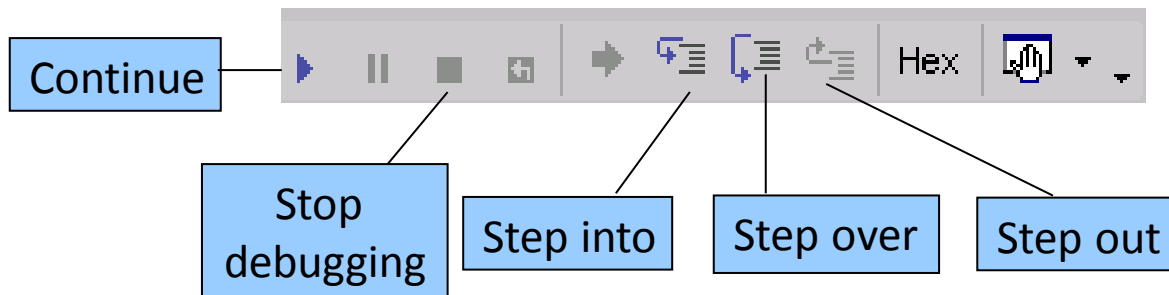 Continue
Hex
Stop
debugging
Step into
Step over
Step out